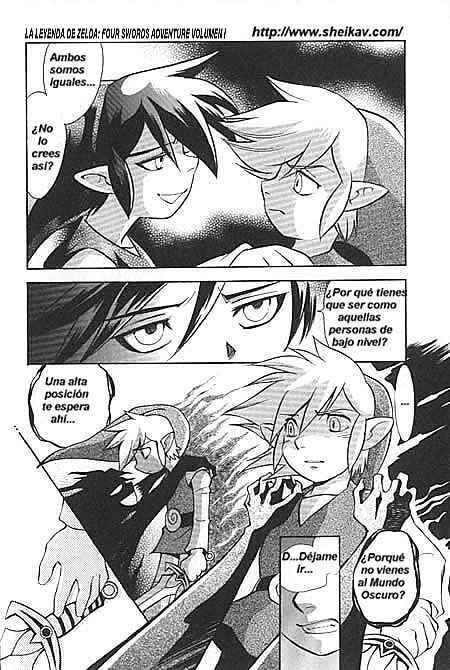 LA LEYENDA DE ZELDA: FOUR SWORDS ADVENTURE VOLUMEN I
http://www.sheikav.com/
Ambos
somos
iguales...
¿No
lo
crees
así?
¿Por qué tienes
que ser como
aquellas
personas de
bajo nivel?
Una alta
posición
te espera
ahí...
...
D...Déjame
ir...
¿Porqué
no vienes
al Mundo
Oscuro?